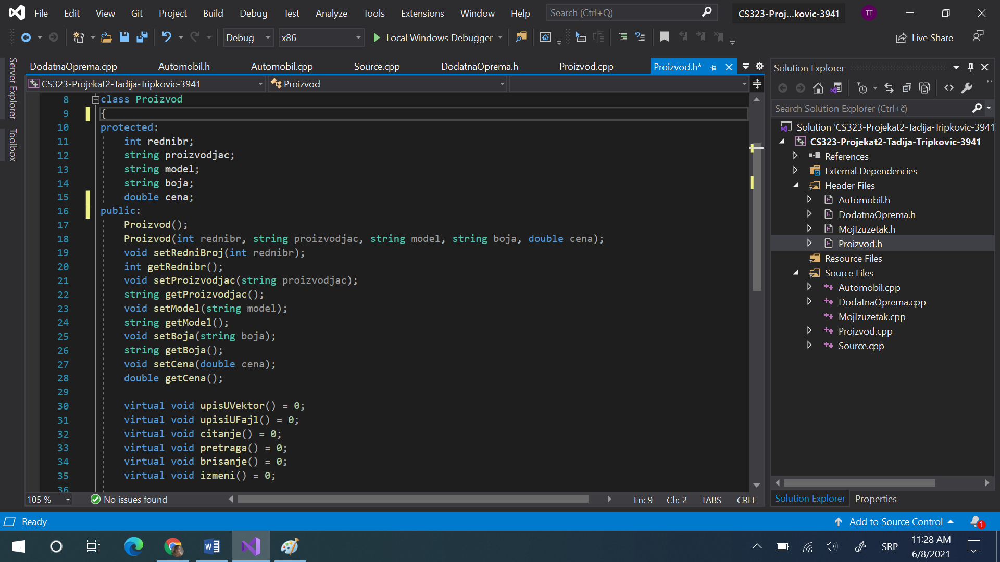 File Edit View Git Project Build Debug Test Analyze Tools Extensions Window Help Search (Ctrl+Q) CS323-Proj...kovic-3941 TT
Debug x86 Local Windows Debugger Live Share
Server Explorer
Toolbox
DodatnaOprema.cpp Automobil.h Automobil.cpp Source.cpp DodatnaOprema.h Proizvod.cpp Proizvod.h*
CS323-Projekat2-Tadija-Tripkovic-3941 Proizvod
8 class Proizvod
9 {
10 protected:
11 int rednibr;
12 string proizvodjac;
13 string model;
14 string boja;
15 double cena;
16 public:
17 Proizvod();
18 Proizvod(int rednibr, string proizvodjac, string model, string boja, double cena);
19 void setRedniBroj(int rednibr);
20 int getRednibr();
21 void setProizvodjac(string proizvodjac);
22 string getProizvodjac();
23 void setModel(string model);
24 string getModel();
25 void setBoja(string boja);
26 string getBoja();
27 void setCena(double cena);
28 double getCena();
29
30 virtual void upisUVektor() = 0;
31 virtual void upisiUFajl() = 0;
32 virtual void citanje() = 0;
33 virtual void pretraga() = 0;
34 virtual void brisanje() = 0;
35 virtual void izmeni() = 0;
36
105 % No issues found Ln: 9 Ch: 2 TABS CRLF
Solution Explorer
Search Solution Explorer (Ctrl+č)
Solution 'CS323-Projekat2-Tadija-Tripkovic-3941
CS323-Projekat2-Tadija-Tripkovic-3941
References
External Dependencies
Header Files
Automobil.h
DodatnaOprema.h
MojIzuzetak.h
Proizvod.h
Resource Files
Source Files
Automobil.cpp
DodatnaOprema.cpp
MojIzuzetak.cpp
Proizvod.cpp
Source.cpp
Solution Explorer Properties
Ready Add to Source Control 1
SRP 11:28 AM
6/8/2021